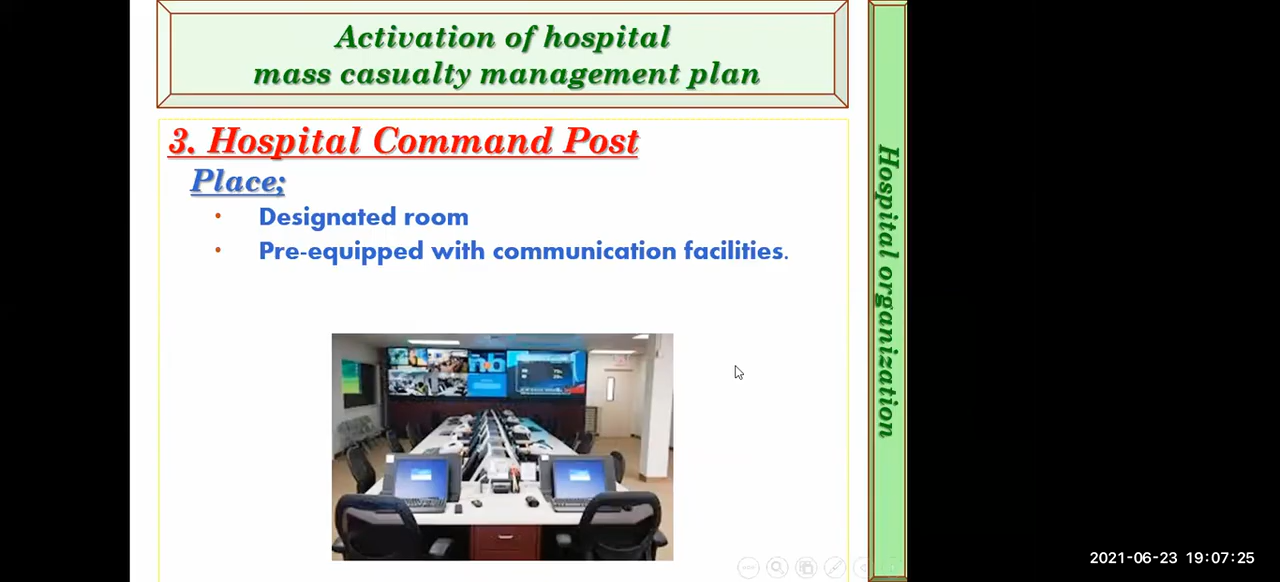 Activation of hospital
mass casualty management plan
3. Hospital Command Post
Place;
• Designated room
• Pre-equipped with communication facilities.
Hospital organization
2021-06-23 19:07:25